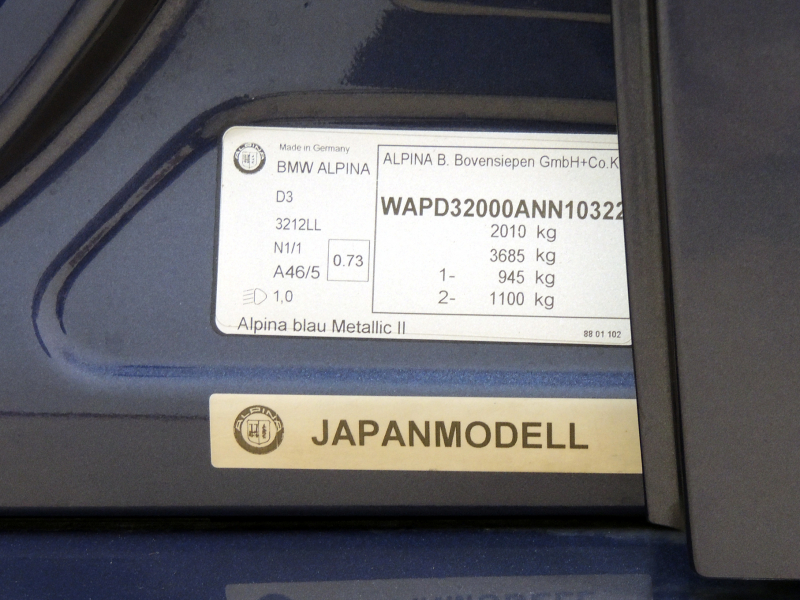 ALPINA
Made in Germany
BMW ALPINA
D3
3212LL
N1/1
A46/5
0.73
1,0
ALPINA B. Bovensiepen GmbH+Co.K
WAPD32000ANN10322
2010 kg
3685 kg
1- 945 kg
2- 1100 kg
Alpina blau Metallic II
88 01 102
ALPINA
JAPANMODELL